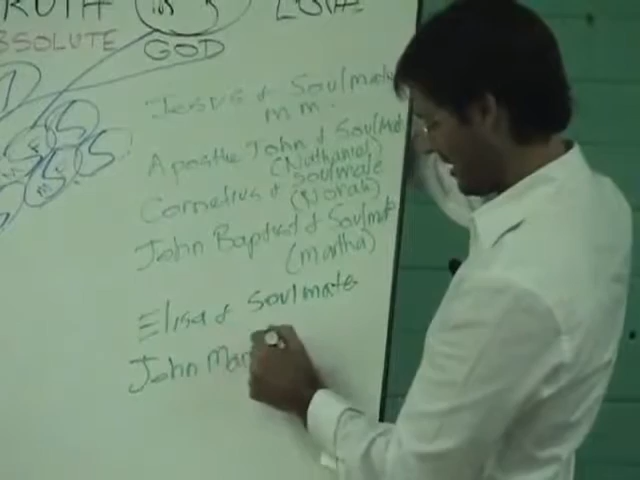 ABSOLUTE
GOD
Jesus & Soulmate
m m.
Apostle John & Soulmate
(Nathaniel)
Cornelius & Soulmate
(Norah)
John Baptist & Soulmate
(martha)
Elisa & Soulmate
John Mar
S
S S
S S